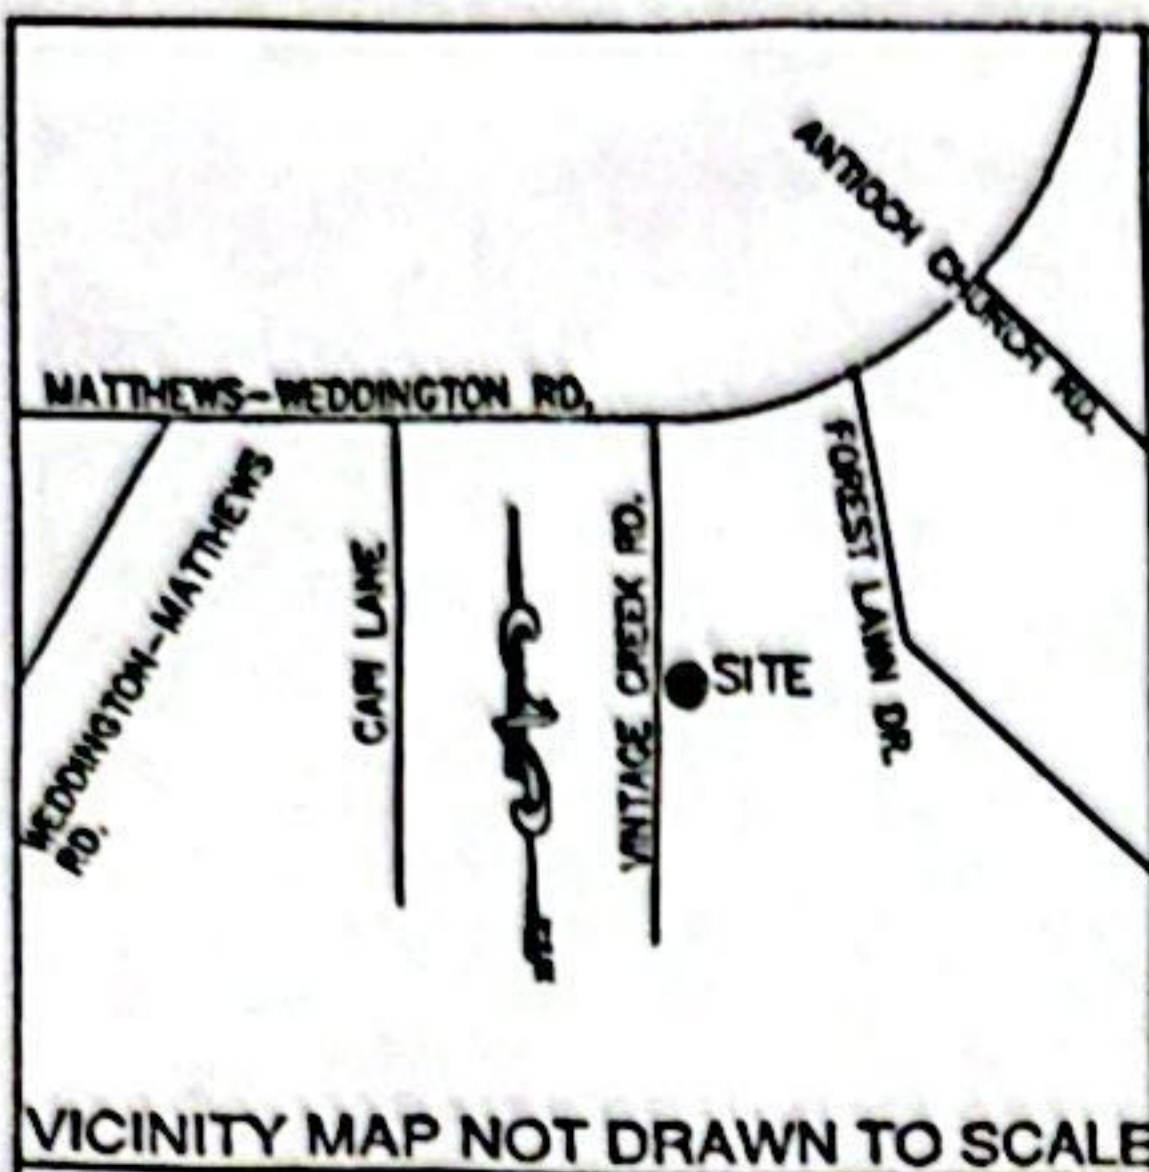 ANTIOCH CHURCH RD.
MATTHEWS-WEDDINGTON RD.
WEDDINGTON-MATTHEWS
RD.
LANE
VINTAGE CREEK RD.
SITE
FOREST LAWN DR.
VICINITY MAP NOT DRAWN TO SCALE